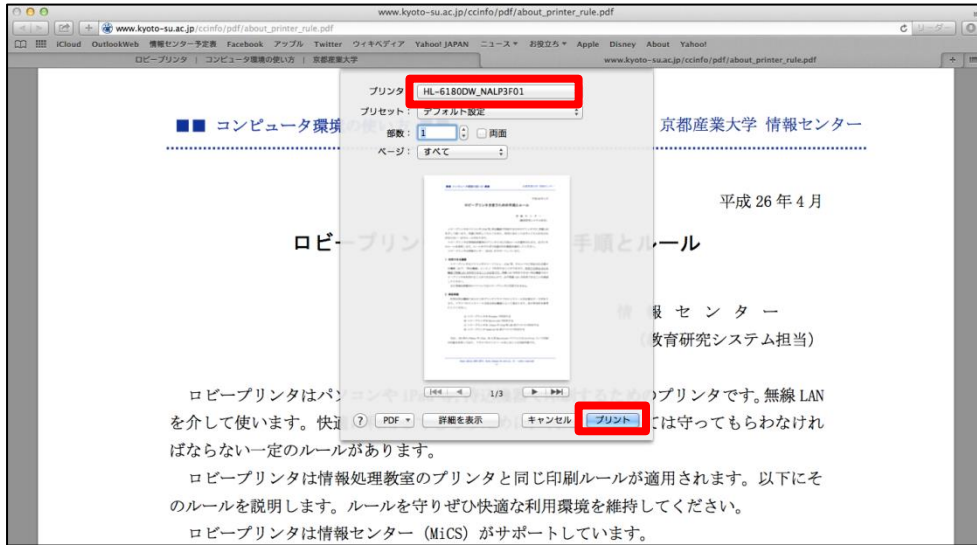 www.kyoto-su.ac.jp/ccinfo/pdf/about_printer_rule.pdf
www.kyoto-su.ac.jp/ccinfo/pdf/about_printer_rule.pdf
リーダー
iCloud OutlookWeb 情報センター予定表 Facebook アップル Twitter ウィキペディア Yahoo! JAPAN ニュース お役立ち Apple Disney About Yahoo!
ロビープリンタ | コンピュータ環境の使い方 | 京都産業大学
www.kyoto-su.ac.jp/ccinfo/pdf/about_printer_rule.pdf
プリンタ HL-6180DW_NALP3F01
プリセット: デフォルト設定
部数: 1 両面
ページ: すべて
1/3
? PDF 詳細を表示 キャンセル プリント
■■ コンピュータ環境
京都産業大学 情報センター
平成 26 年 4 月
ロビープリン 手順とルール
情 報 セ ン タ ー
(教育研究システム担当)
ロビープリンタはパソコンや のプリンタです。無線 LAN
を介して使います。快適 ては守ってもらわなけれ
ばならない一定のルールがあります。
ロビープリンタは情報処理教室のプリンタと同じ印刷ルールが適用されます。以下にそ
のルールを説明します。ルールを守りぜひ快適な利用環境を維持してください。
ロビープリンタは情報センター (MiCS) がサポートしています。